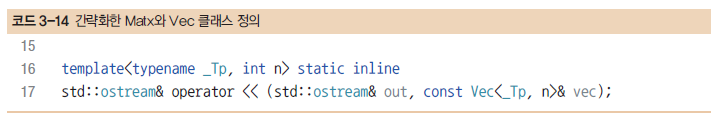 코드 3-14 간략화한 Matx와 Vec 클래스 정의
15
16 template<typename _Tp, int n> static inline
17 std::ostream& operator << (std::ostream& out, const Vec<_Tp, n>& vec);